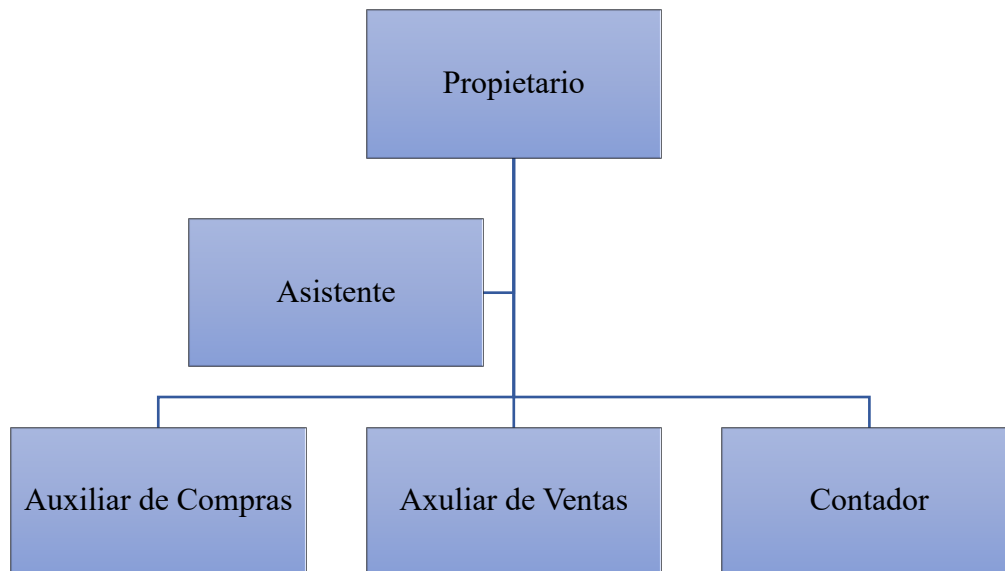 Propietario
Asistente
Auxiliar de Compras
Axuliar de Ventas
Contador